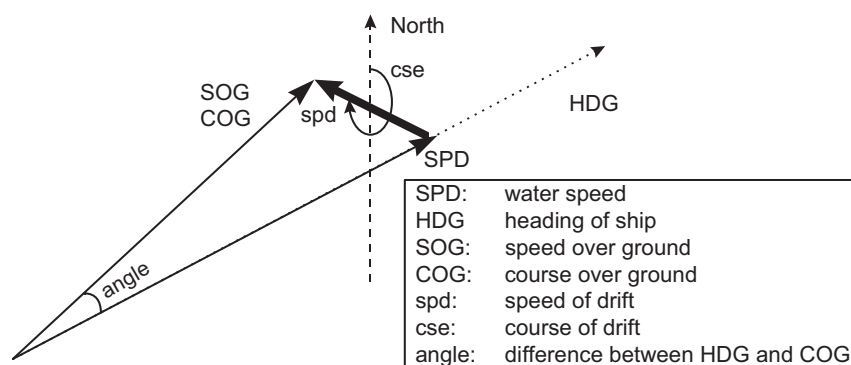 North
cse
SOG
COG
spd
HDG
SPD
angle
SPD: water speed
HDG heading of ship
SOG: speed over ground
COG: course over ground
spd: speed of drift
cse: course of drift
angle: difference between HDG and COG